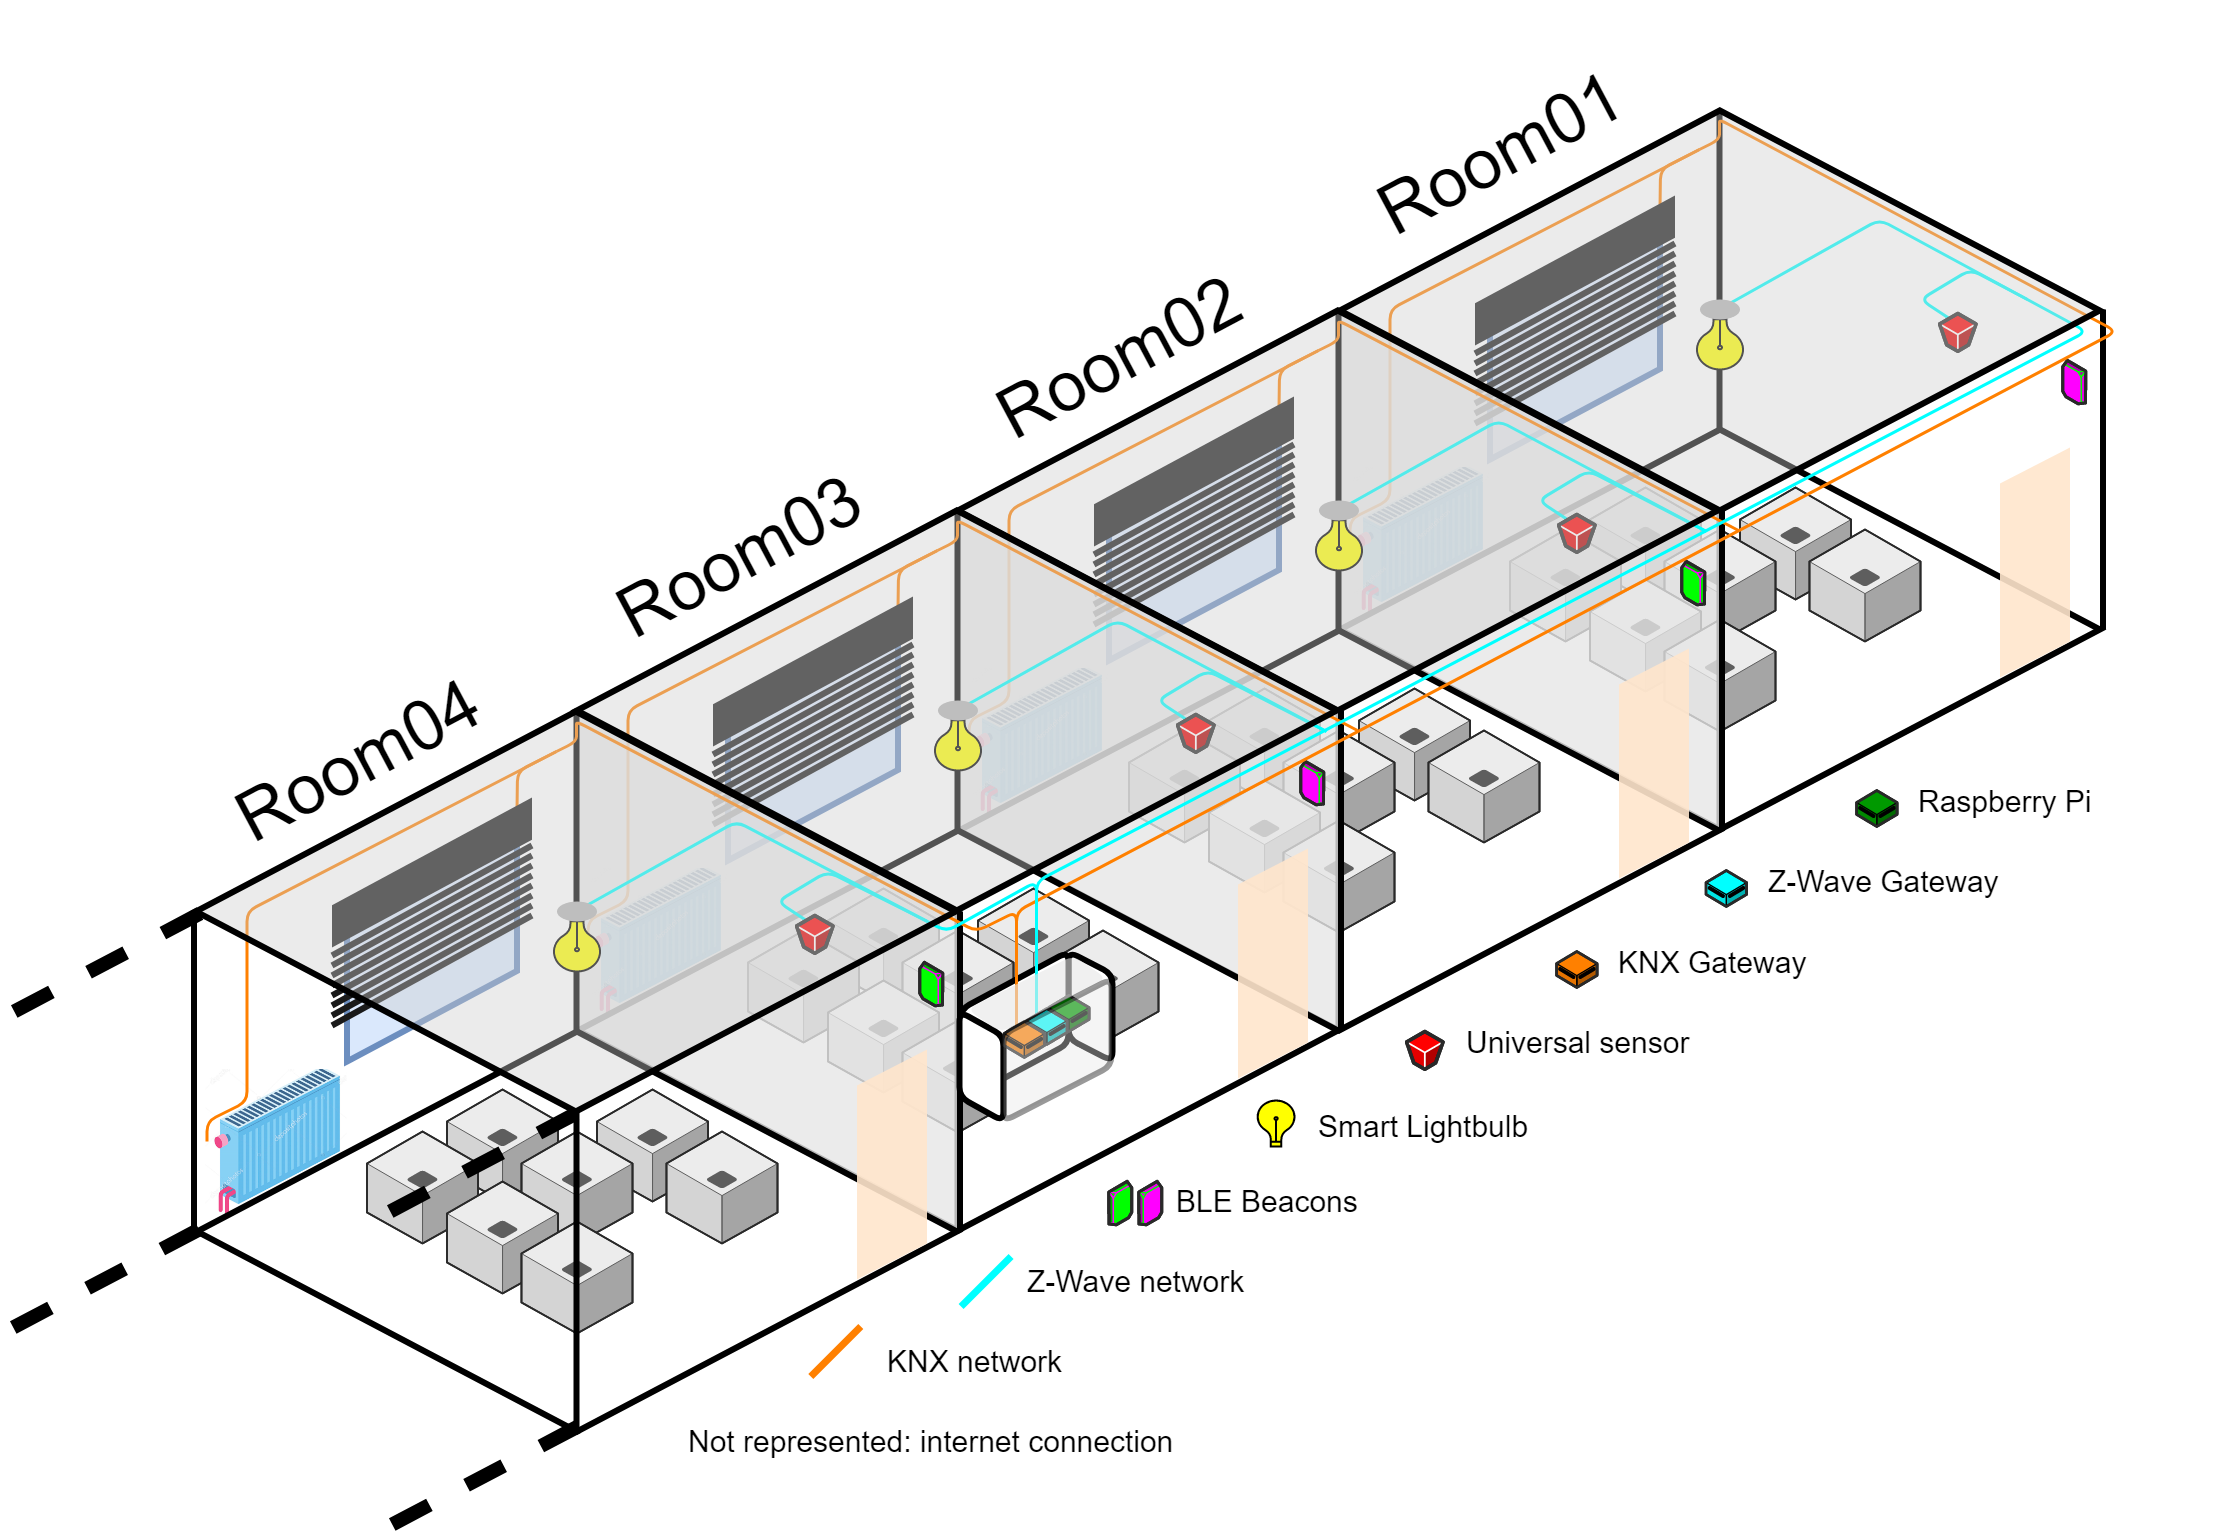 Room01
Room02
Room03
Room04
Raspberry Pi
Z-Wave Gateway
KNX Gateway
Universal sensor
Smart Lightbulb
BLE Beacons
Z-Wave network
KNX network
Not represented: internet connection